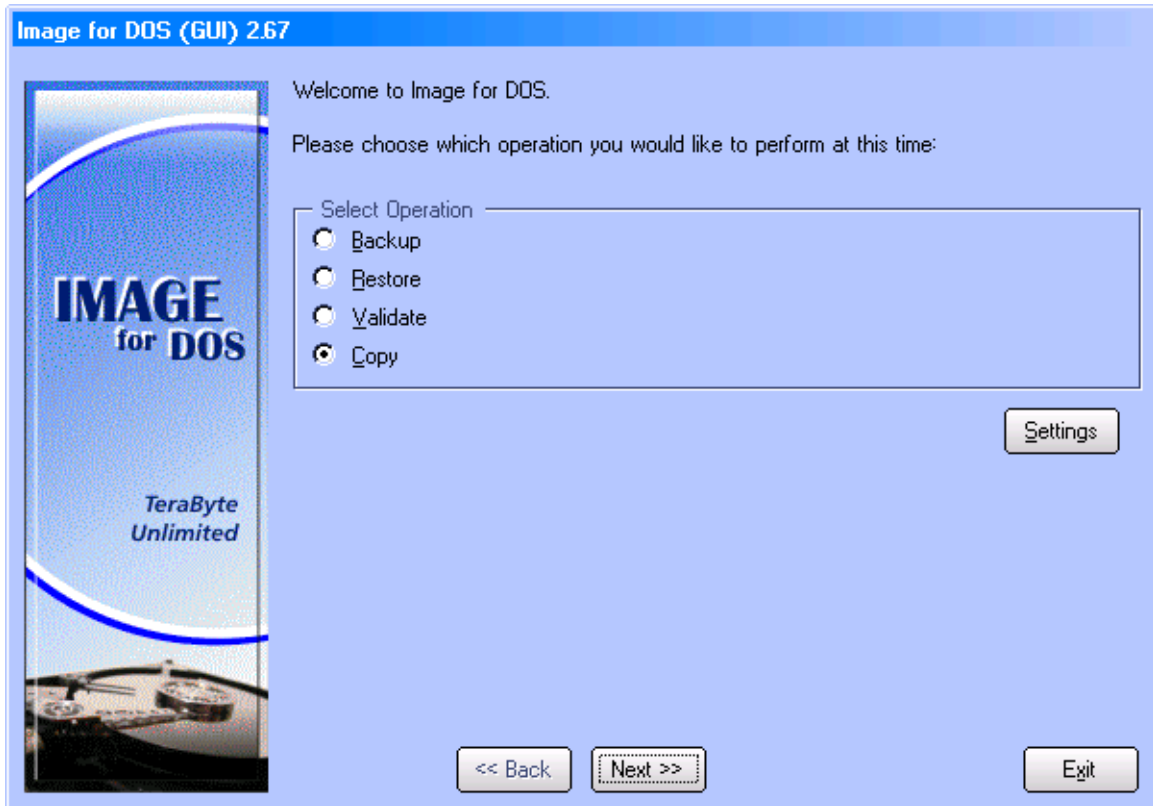 Image for DOS (GUI) 2.67
Welcome to Image for DOS.
Please choose which operation you would like to perform at this time:
Select Operation
Backup
Restore
Validate
Copy
Settings
IMAGE
for DOS
TeraByte
Unlimited
<< Back
Next >>
Exit